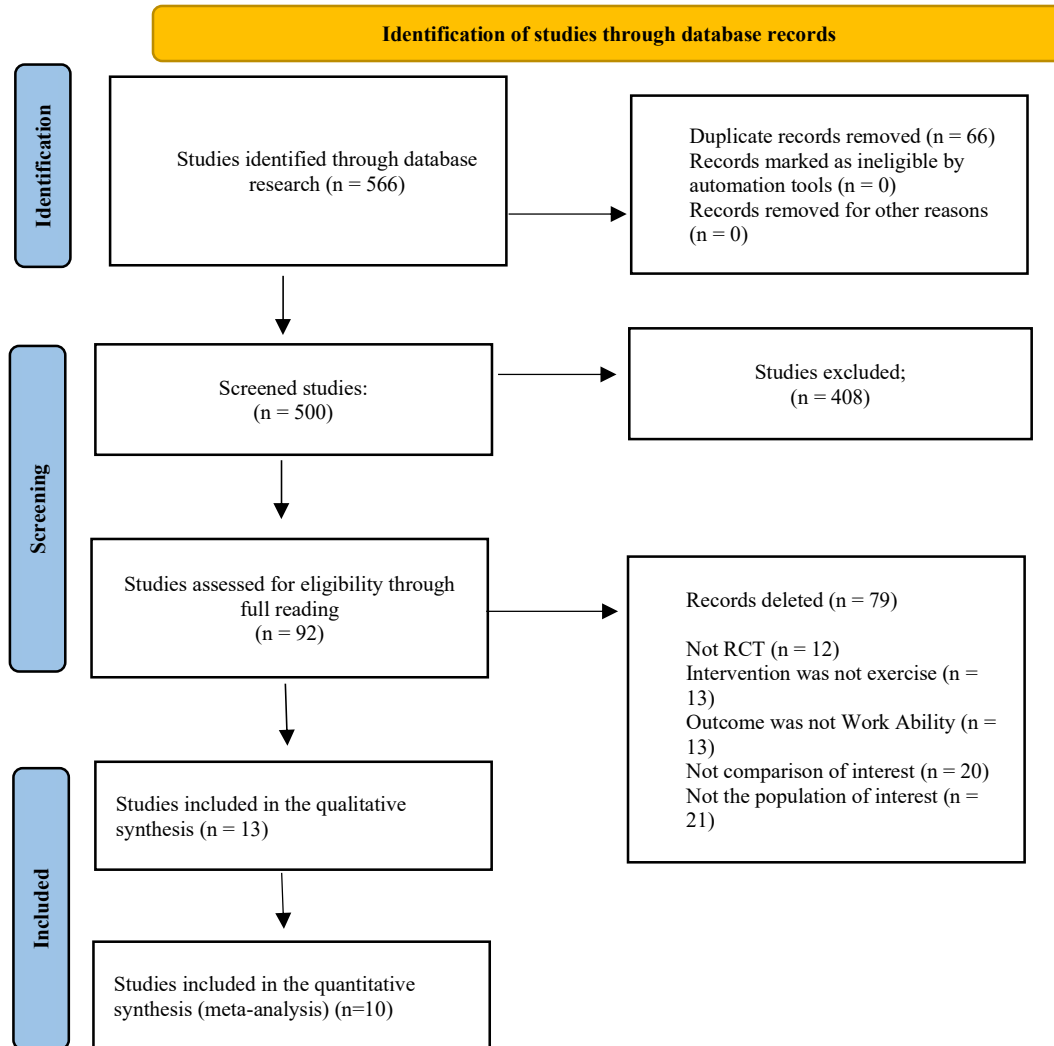 Identification of studies through database records
Identification
Studies identified through database
research (n = 566)
Duplicate records removed (n = 66)
Records marked as ineligible by
automation tools (n = 0)
Records removed for other reasons
(n = 0)
Screening
Screened studies:
(n = 500)
Studies excluded;
(n = 408)
Studies assessed for eligibility through
full reading
(n = 92)
Records deleted (n = 79)
Not RCT (n = 12)
Intervention was not exercise (n =
13)
Outcome was not Work Ability (n =
13)
Not comparison of interest (n = 20)
Not the population of interest (n =
21)
Included
Studies included in the qualitative
synthesis (n = 13)
Studies included in the quantitative
synthesis (meta-analysis) (n=10)